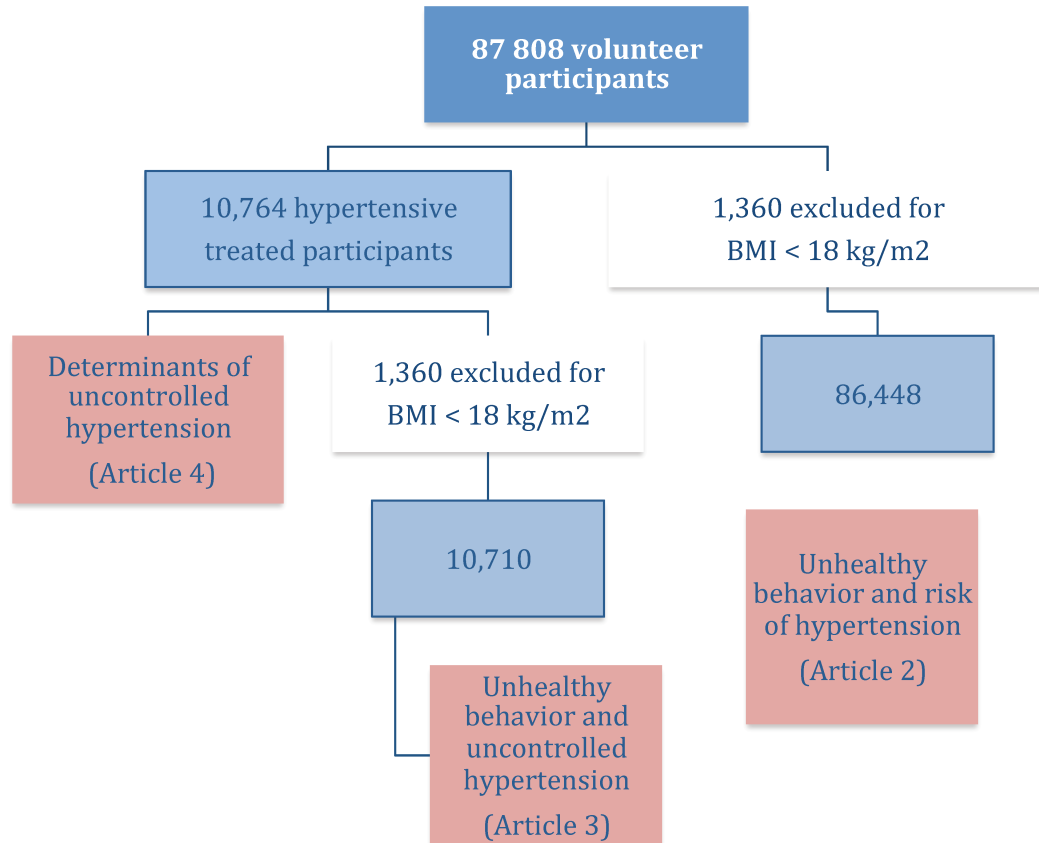 87 808 volunteer
participants
10,764 hypertensive
treated participants
1,360 excluded for
BMI < 18 kg/m2
Determinants of
uncontrolled
hypertension
(Article 4)
1,360 excluded for
BMI < 18 kg/m2
86,448
10,710
Unhealthy
behavior and risk
of hypertension
(Article 2)
Unhealthy
behavior and
uncontrolled
hypertension
(Article 3)